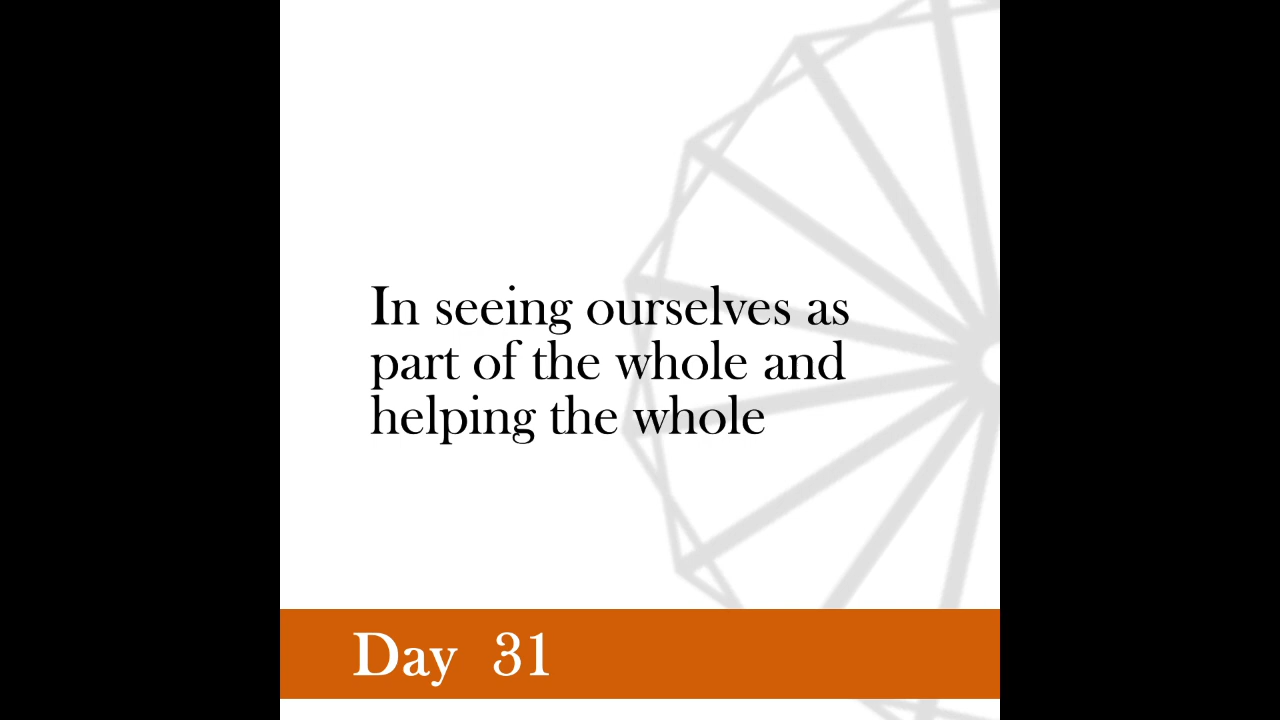 In seeing ourselves as
part of the whole and
helping the whole
Day 31